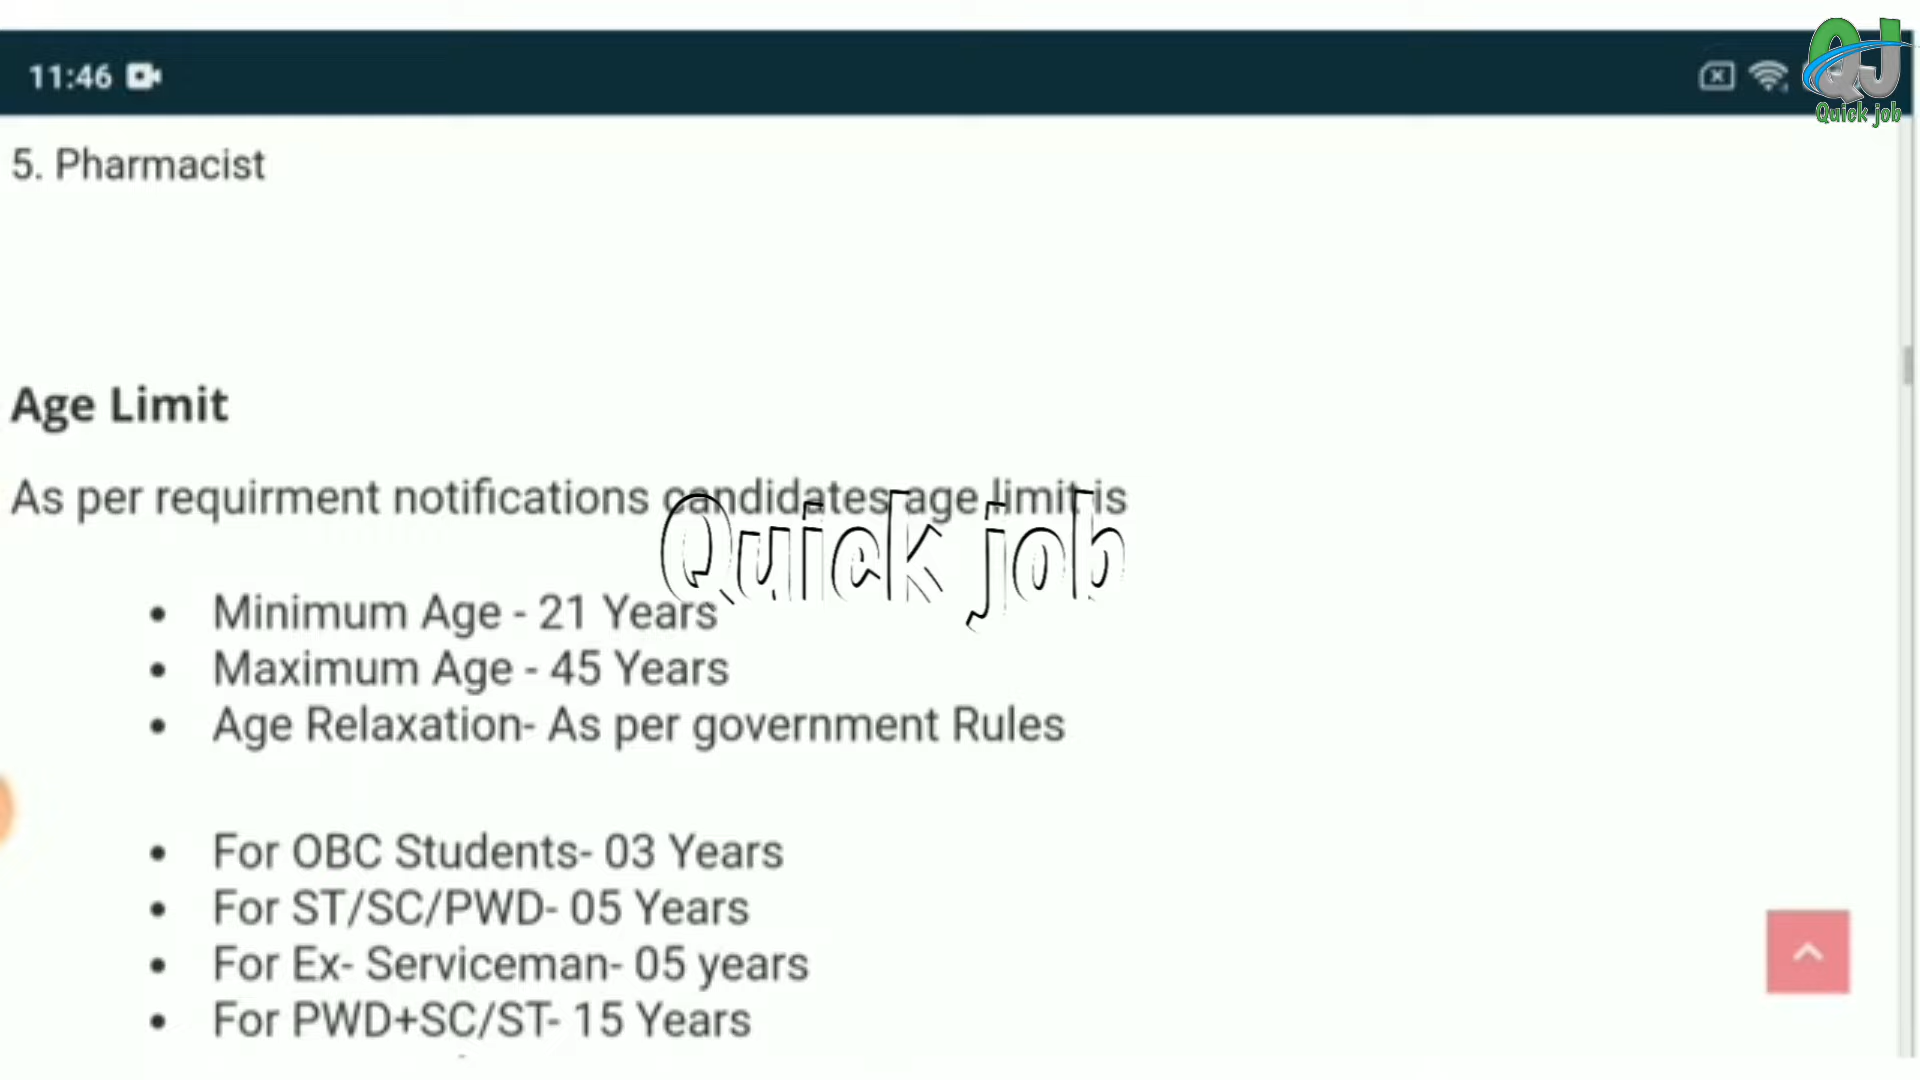 11:46
QJ
Quick job
5. Pharmacist
Age Limit
As per requirment notifications candidates age limit is
Quick job
• Minimum Age - 21 Years
• Maximum Age - 45 Years
• Age Relaxation- As per government Rules
• For OBC Students- 03 Years
• For ST/SC/PWD- 05 Years
• For Ex- Serviceman- 05 years
• For PWD+SC/ST- 15 Years